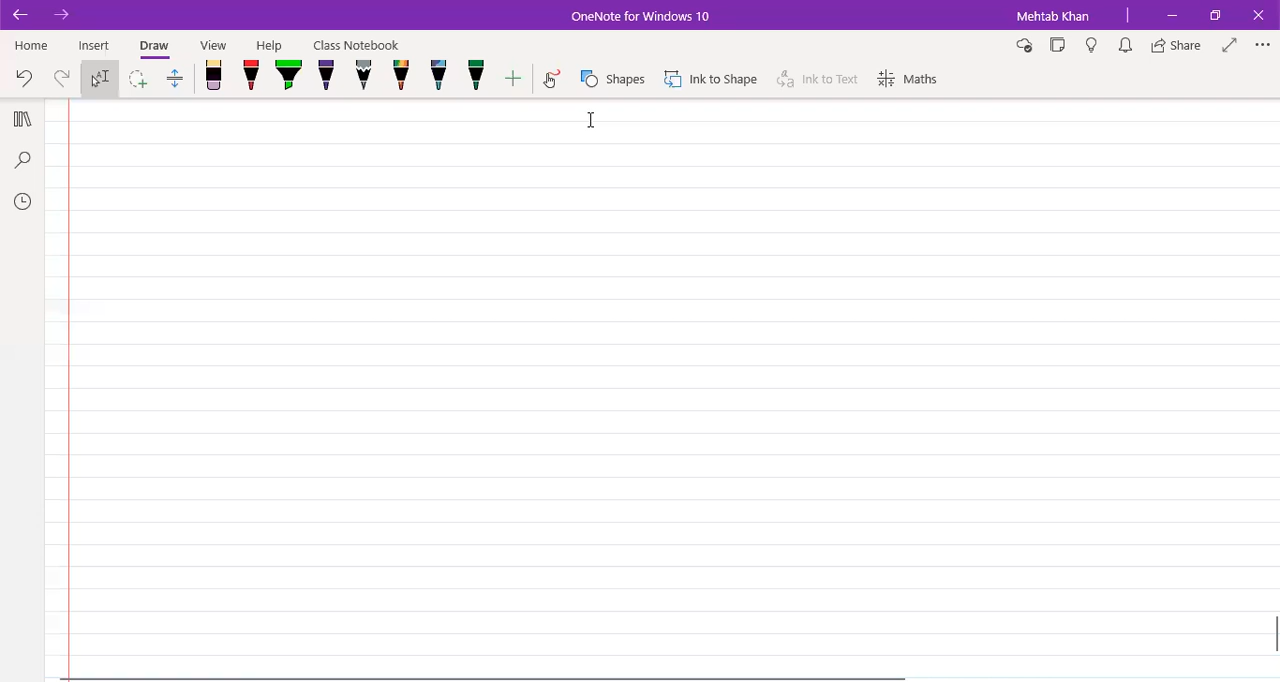 OneNote for Windows 10
Mehtab Khan
Home Insert Draw View Help Class Notebook
Share
Shapes Ink to Shape Ink to Text Maths